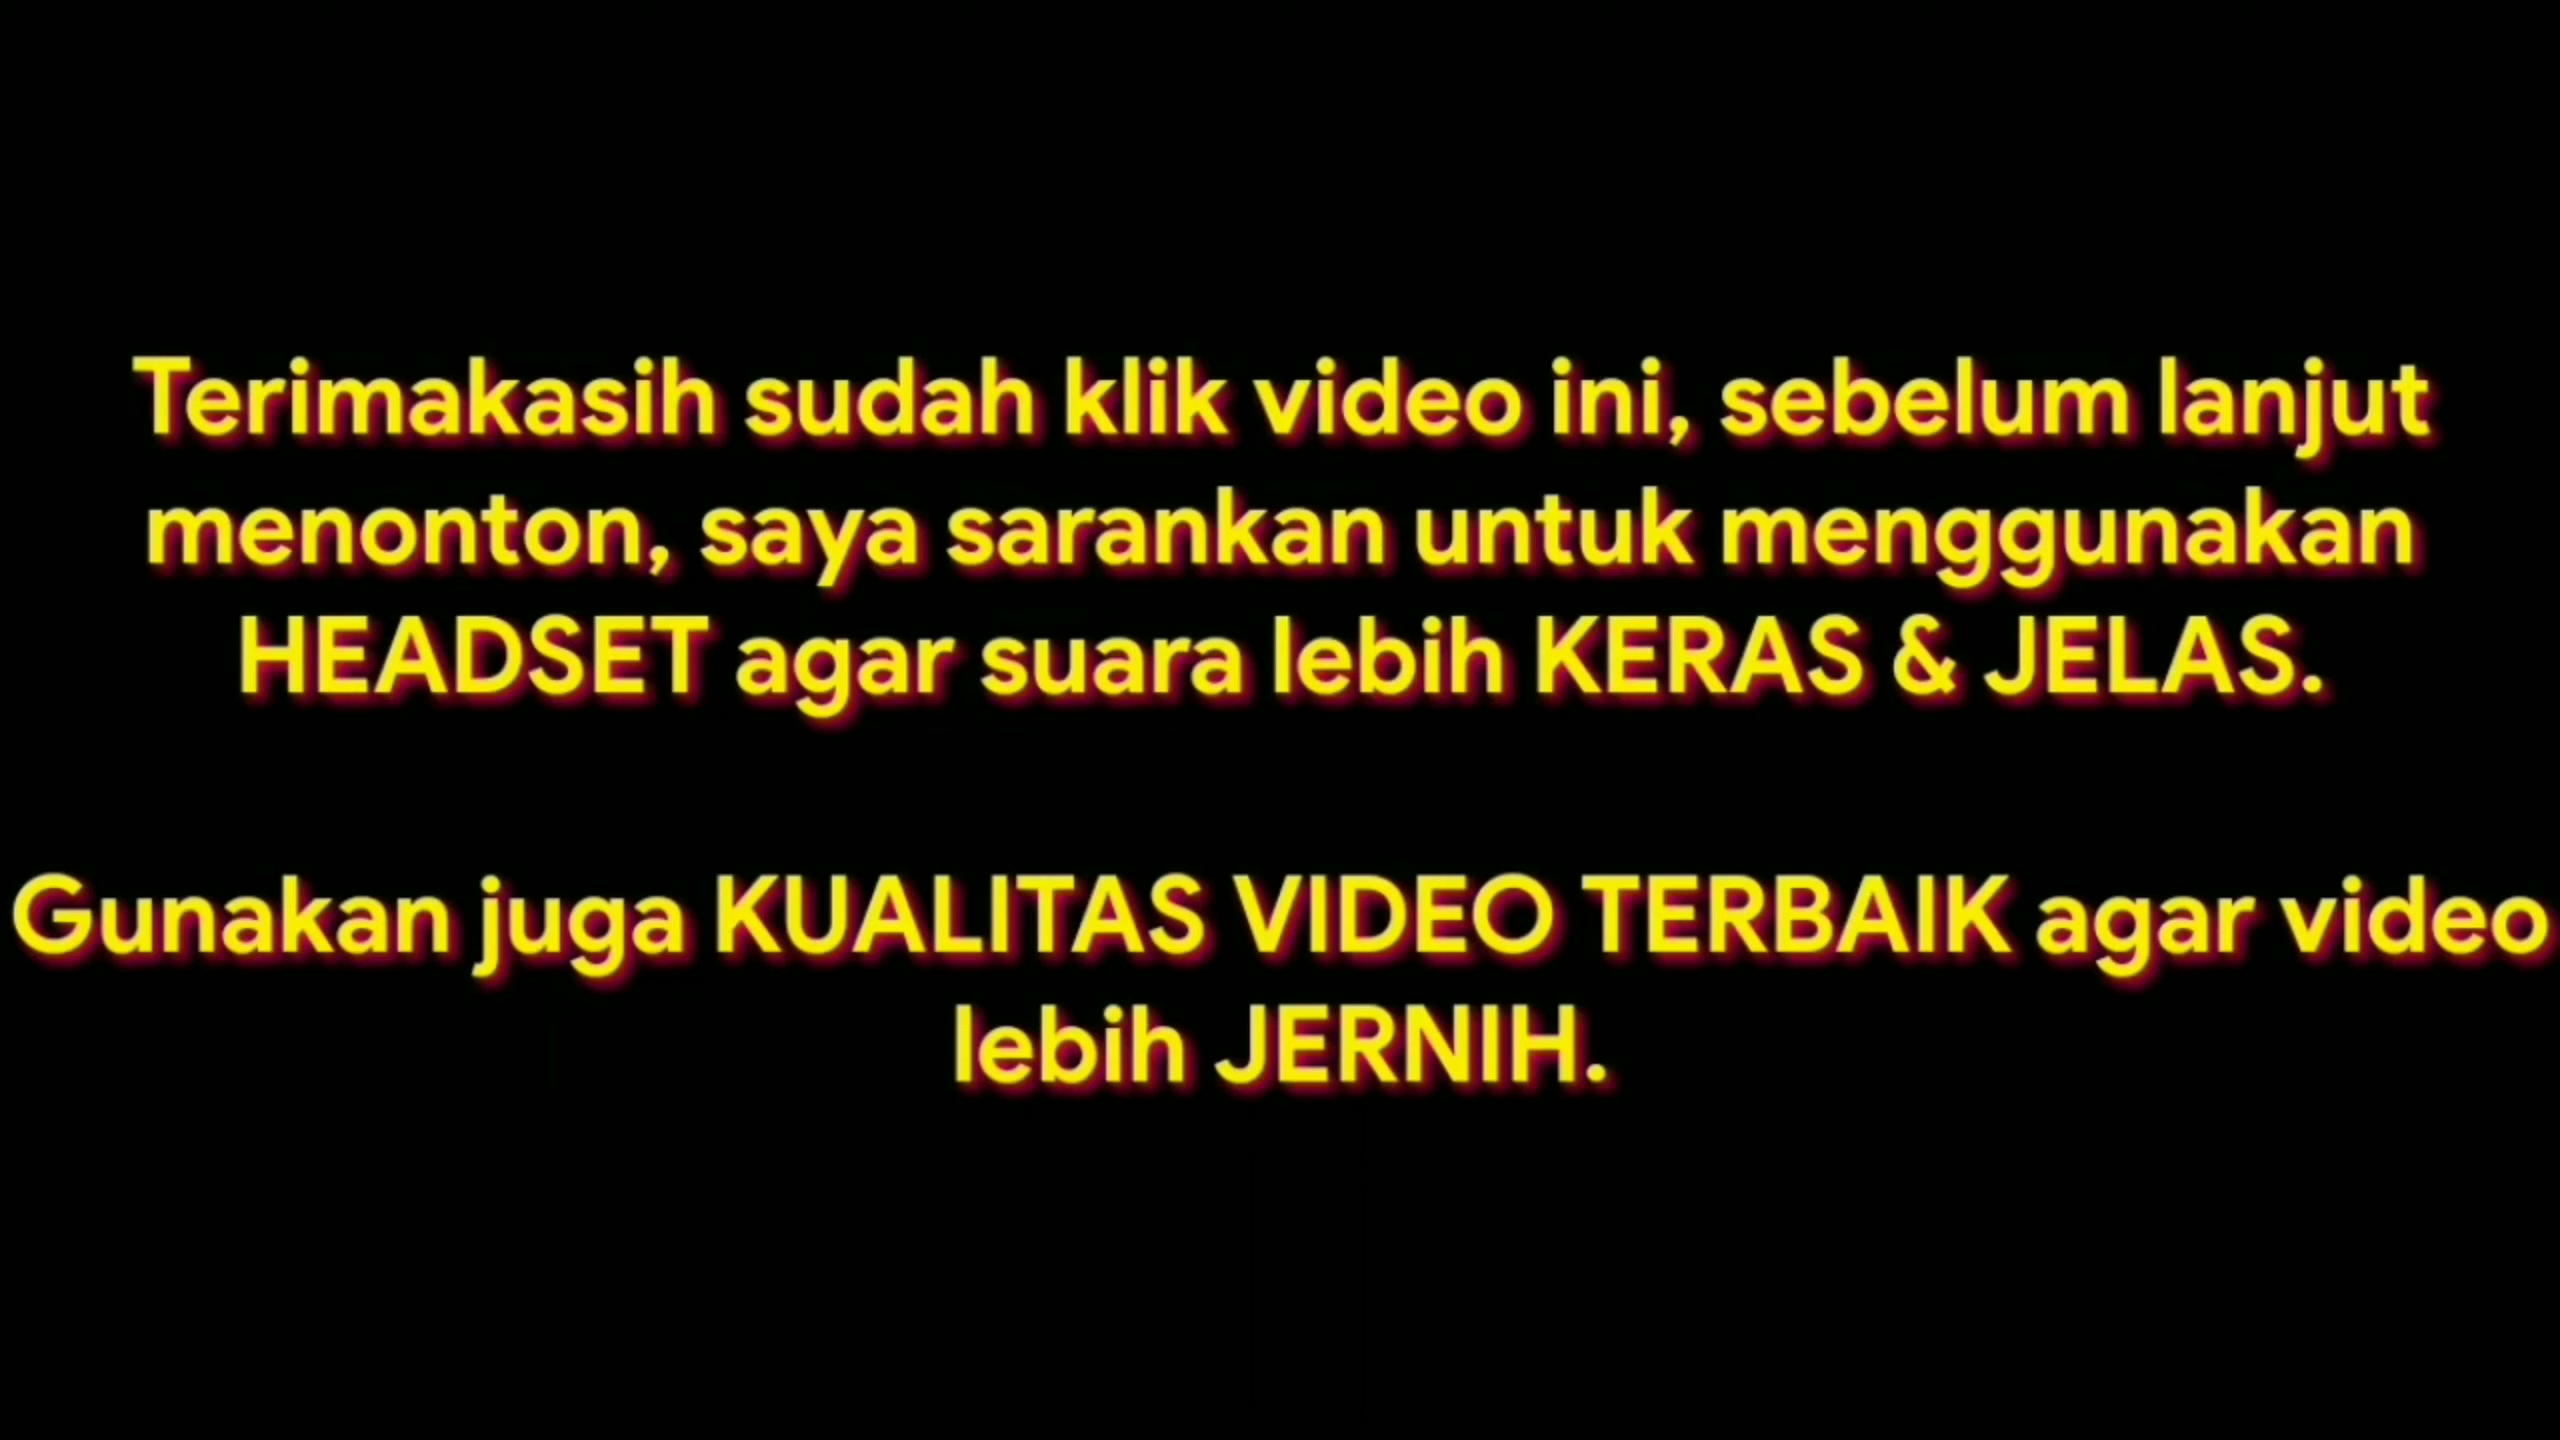 Terimakasih sudah klik video ini, sebelum lanjut
menonton, saya sarankan untuk menggunakan
HEADSET agar suara lebih KERAS & JELAS.
Gunakan juga KUALITAS VIDEO TERBAIK agar video
lebih JERNIH.